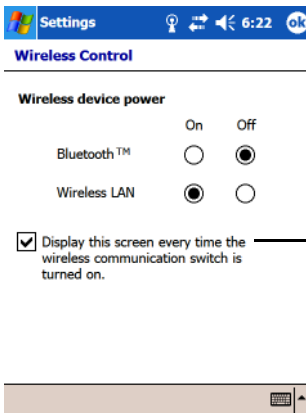 Settings 6:22 ok
Wireless Control
Wireless device power
On Off
Bluetooth™
Wireless LAN
Display this screen every time the
wireless communication switch is
turned on.